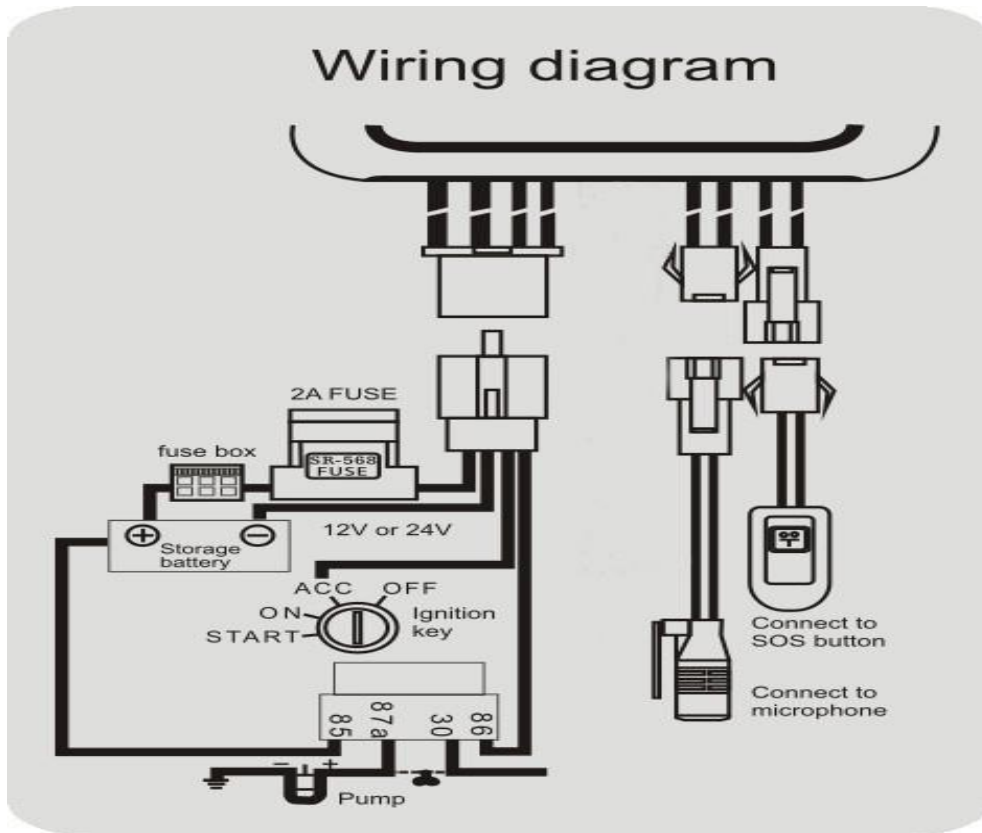 Wiring diagram
2A FUSE
fuse box
SR-568
FUSE
12V or 24V
+ −
Storage
battery
ACC OFF
ON
START
Ignition
key
Connect to
SOS button
Connect to
microphone
85 87a 30 86
− +
Pump